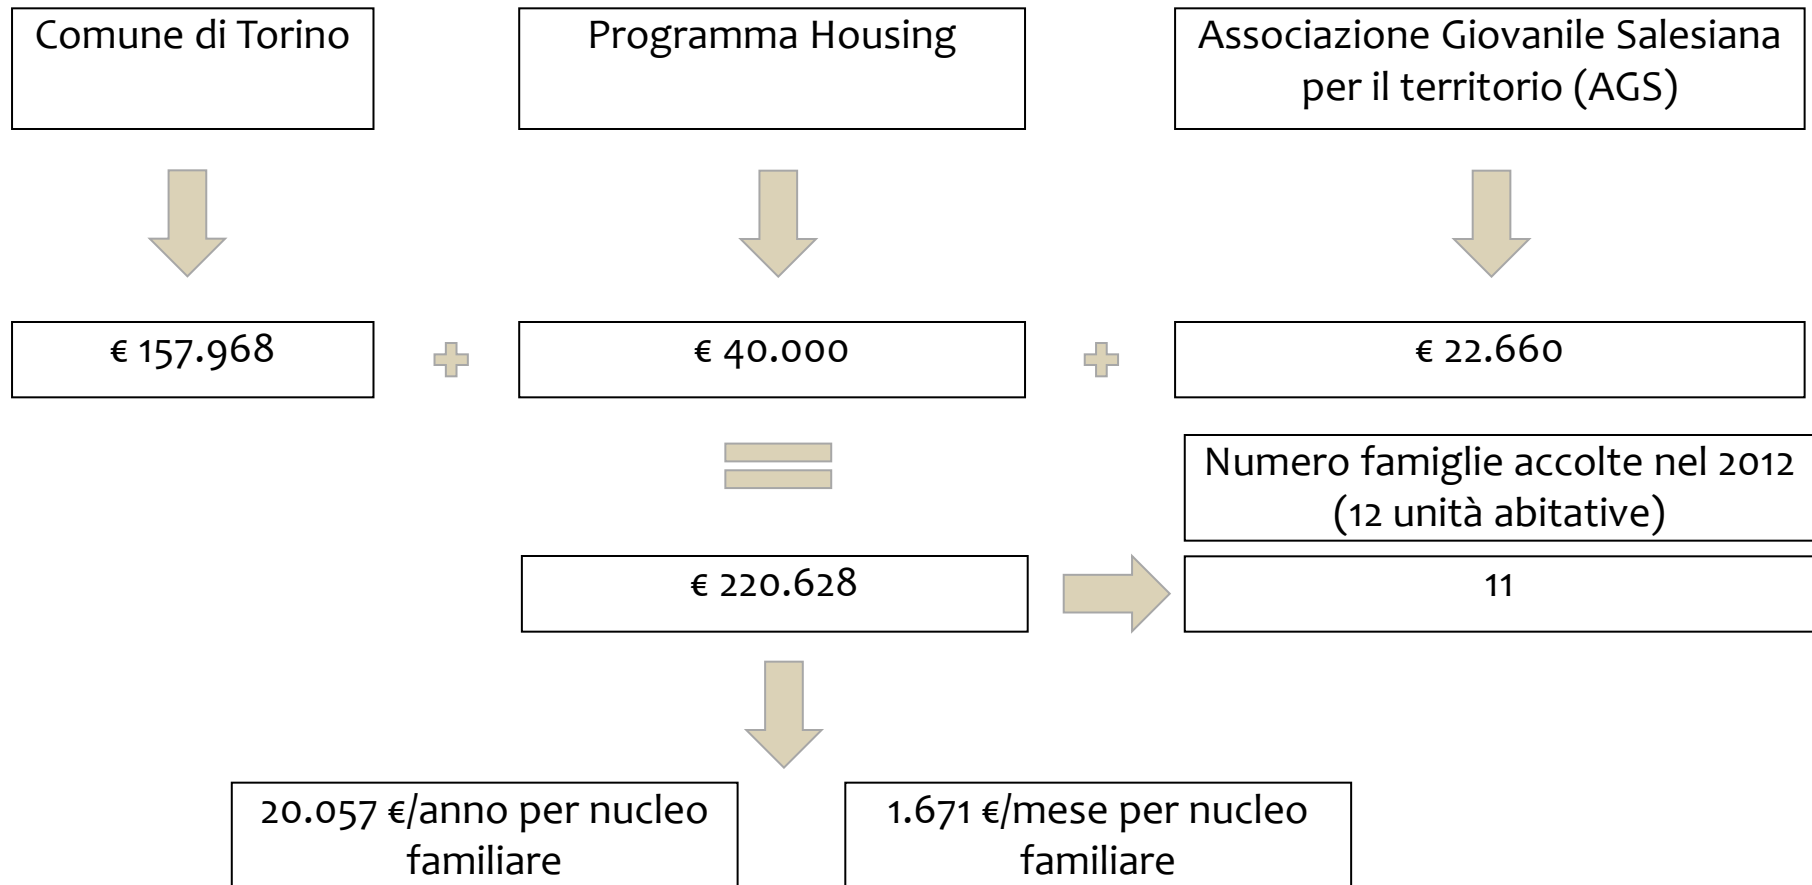 Comune di Torino
Programma Housing
Associazione Giovanile Salesiana
per il territorio (AGS)
€ 157.968
€ 40.000
€ 22.660
Numero famiglie accolte nel 2012
(12 unità abitative)
€ 220.628
11
20.057 €/anno per nucleo
familiare
1.671 €/mese per nucleo
familiare